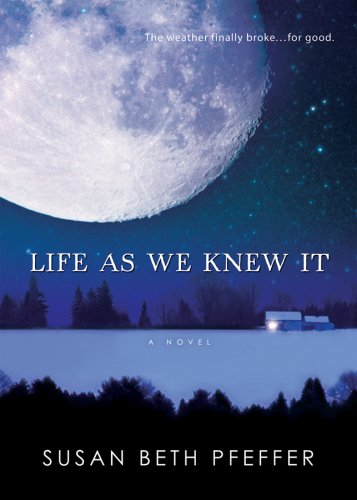 The weather finally broke...for good.
LIFE AS WE KNEW IT
A NOVEL
SUSAN BETH PFEFFER